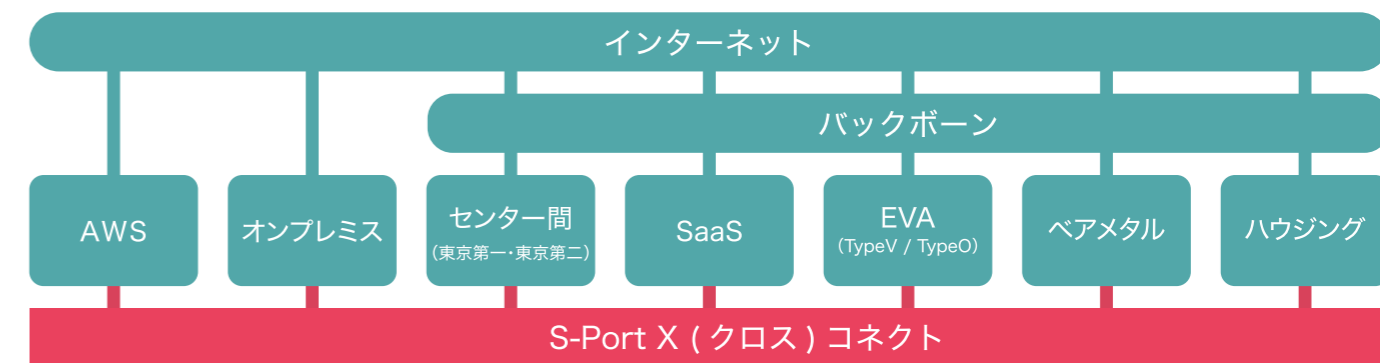 インターネット
バックボーン
AWS
オンプレミス
センター間
(東京第一・東京第二)
SaaS
EVA
(TypeV / TypeO)
ベアメタル
ハウジング
S-Port X ( クロス ) コネクト